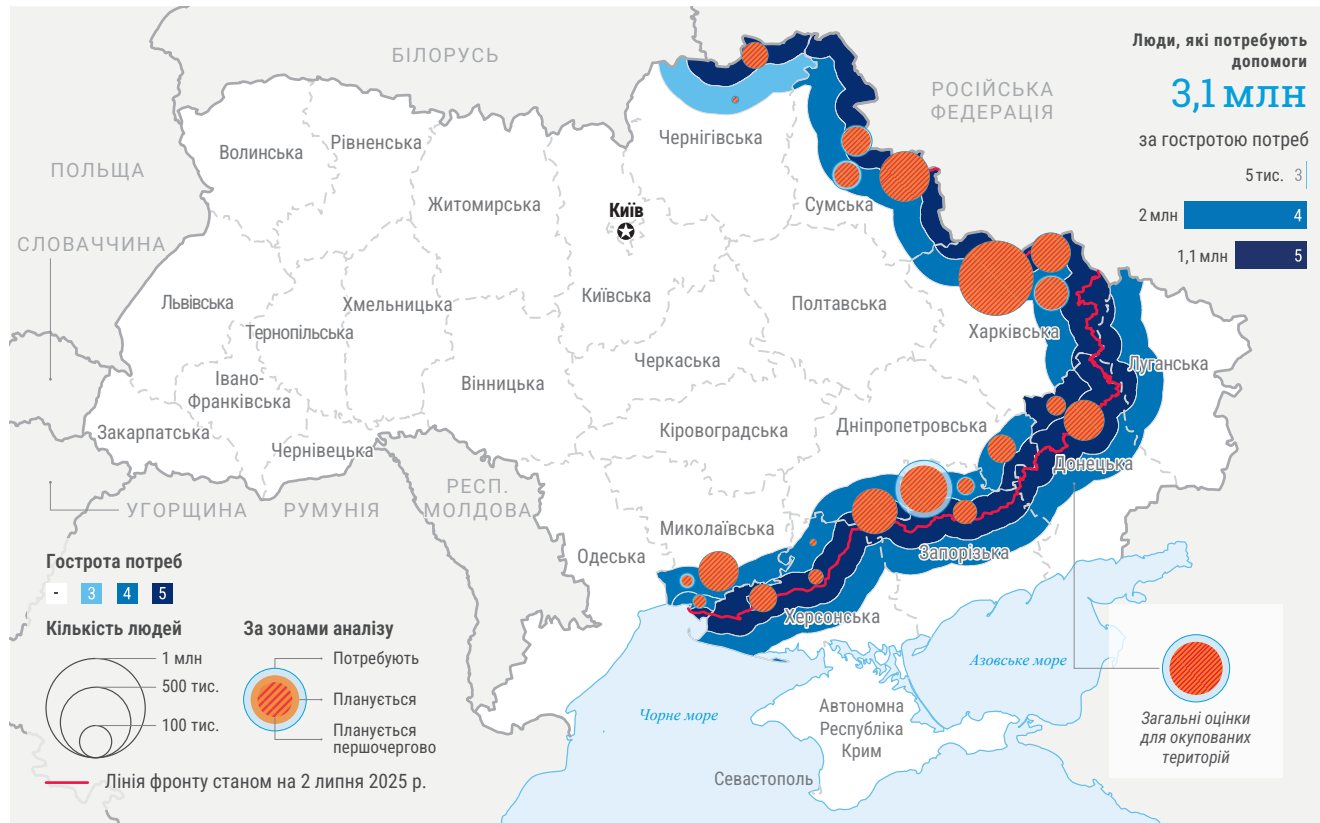 БІЛОРУСЬ
РОСІЙСЬКА
ФЕДЕРАЦІЯ
ПОЛЬЩА
СЛОВАЧЧИНА
УГОРЩИНА
РУМУНІЯ
РЕСП.
МОЛДОВА
Люди, які потребують
допомоги
3,1 млн
за гостротою потреб
5 тис. 3
2 млн 4
1,1 млн 5
Волинська
Рівненська
Житомирська
Київ
Чернігівська
Сумська
Львівська
Тернопільська
Хмельницька
Київська
Полтавська
Харківська
Луганська
Івано-
Франківська
Вінницька
Черкаська
Закарпатська
Чернівецька
Кіровоградська
Дніпропетровська
Донецька
Одеська
Миколаївська
Запорізька
Херсонська
Автономна
Республіка
Крим
Севастополь
Чорне море
Азовське море
Гострота потреб
- 3 4 5
Кількість людей
1 млн
500 тис.
100 тис.
За зонами аналізу
Потребують
Планується
Планується
першочергово
Лінія фронту станом на 2 липня 2025 р.
Загальні оцінки
для окупованих
територій